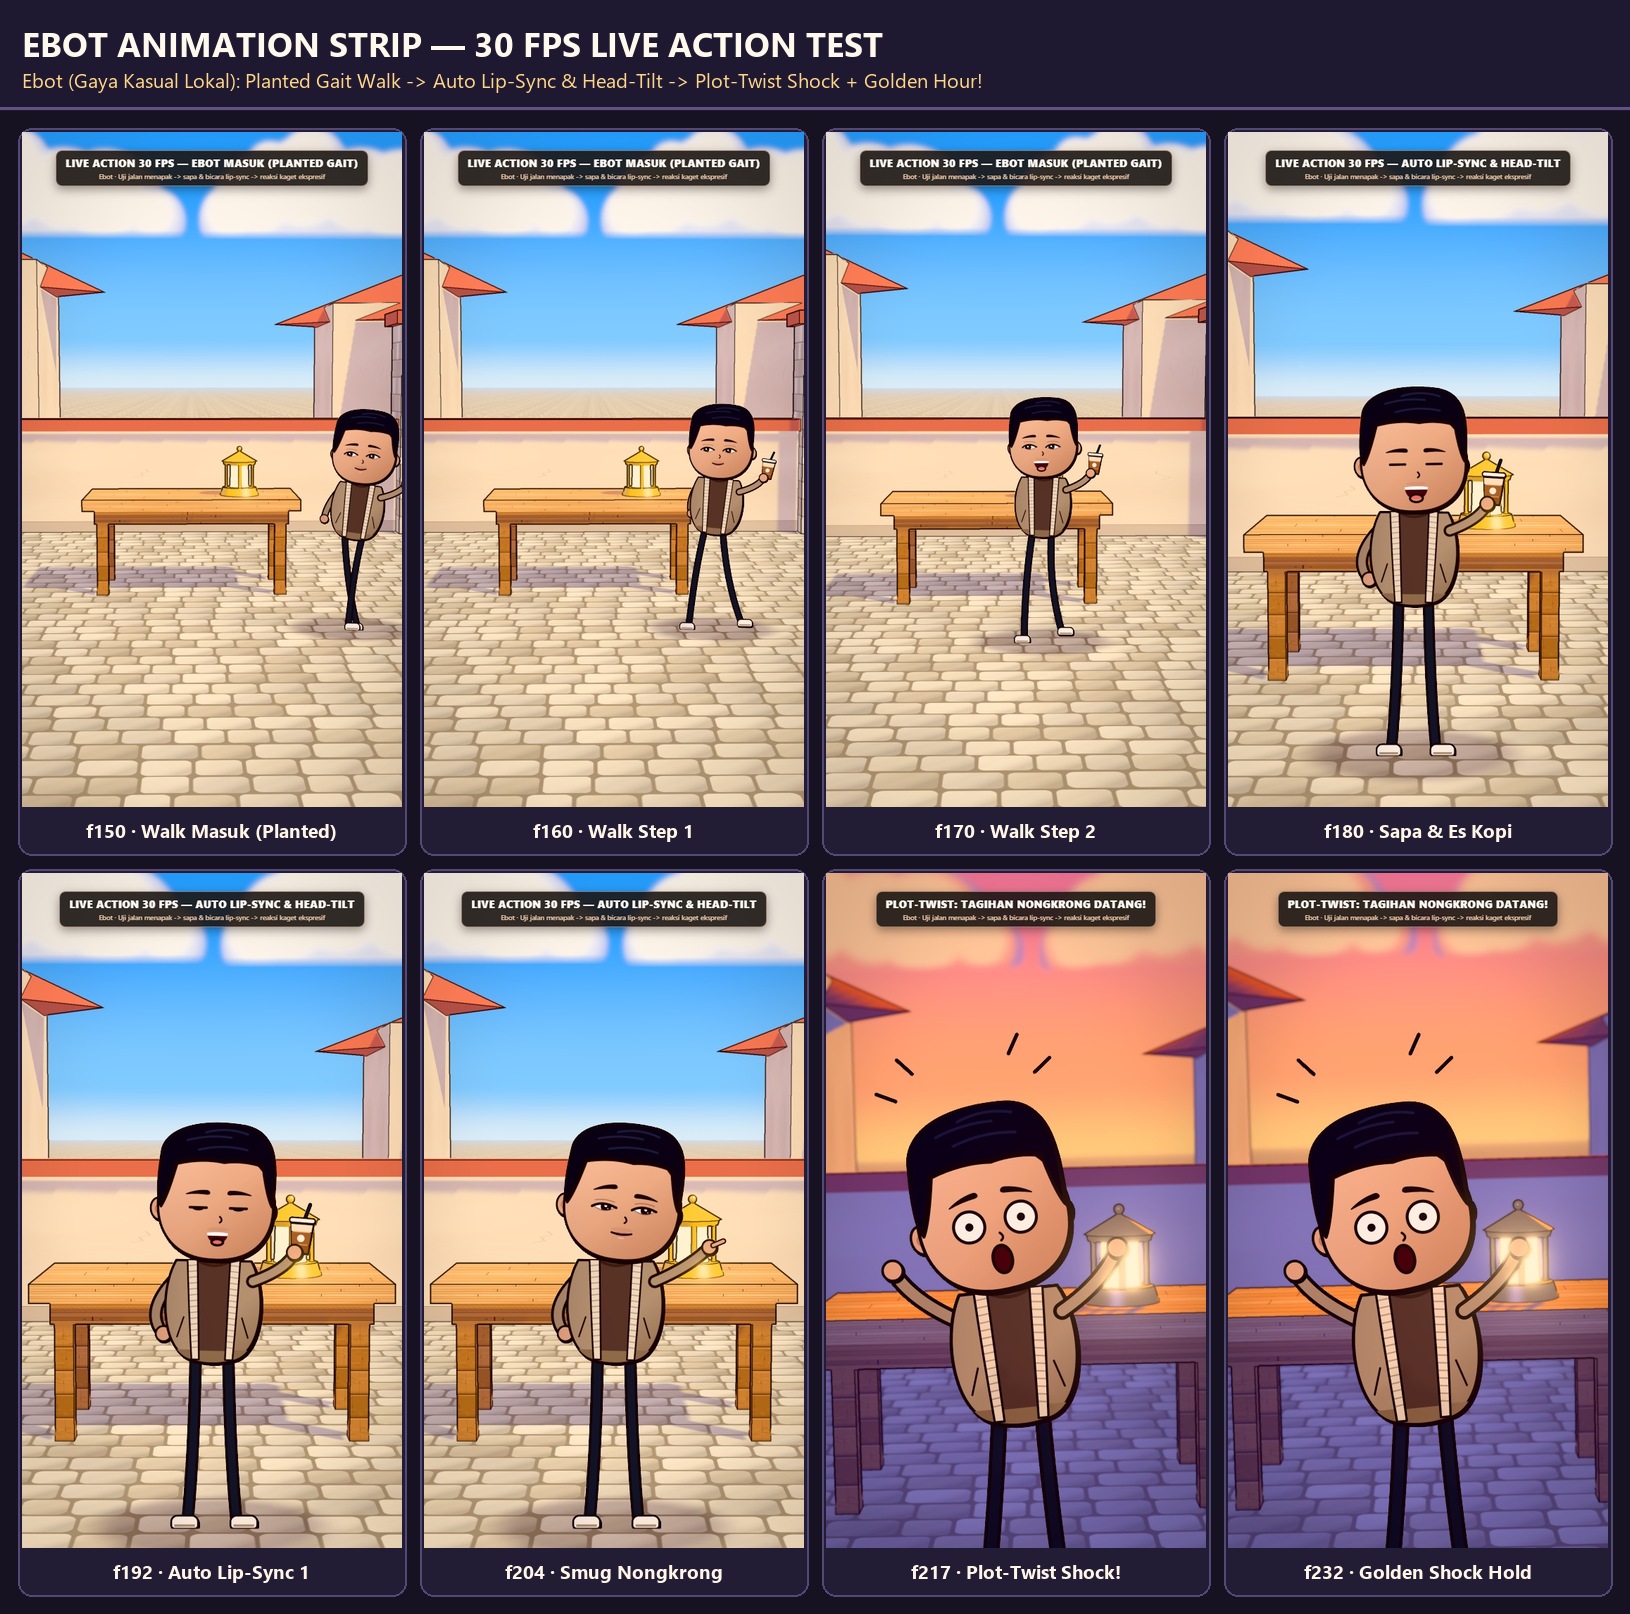 EBOT ANIMATION STRIP — 30 FPS LIVE ACTION TEST
Ebot (Gaya Kasual Lokal): Planted Gait Walk -> Auto Lip-Sync & Head-Tilt -> Plot-Twist Shock + Golden Hour!
LIVE ACTION 30 FPS — EBOT MASUK (PLANTED GAIT)
Ebot · Uji jalan menapak -> sapa & bicara lip-sync -> reaksi kaget ekspresif
f150 · Walk Masuk (Planted)
LIVE ACTION 30 FPS — EBOT MASUK (PLANTED GAIT)
Ebot · Uji jalan menapak -> sapa & bicara lip-sync -> reaksi kaget ekspresif
f160 · Walk Step 1
LIVE ACTION 30 FPS — EBOT MASUK (PLANTED GAIT)
Ebot · Uji jalan menapak -> sapa & bicara lip-sync -> reaksi kaget ekspresif
f170 · Walk Step 2
LIVE ACTION 30 FPS — AUTO LIP-SYNC & HEAD-TILT
Ebot · Uji jalan menapak -> sapa & bicara lip-sync -> reaksi kaget ekspresif
f180 · Sapa & Es Kopi
LIVE ACTION 30 FPS — AUTO LIP-SYNC & HEAD-TILT
Ebot · Uji jalan menapak -> sapa & bicara lip-sync -> reaksi kaget ekspresif
f192 · Auto Lip-Sync 1
LIVE ACTION 30 FPS — AUTO LIP-SYNC & HEAD-TILT
Ebot · Uji jalan menapak -> sapa & bicara lip-sync -> reaksi kaget ekspresif
f204 · Smug Nongkrong
PLOT-TWIST: TAGIHAN NONGKRONG DATANG!
Ebot · Uji jalan menapak -> sapa & bicara lip-sync -> reaksi kaget ekspresif
f217 · Plot-Twist Shock!
PLOT-TWIST: TAGIHAN NONGKRONG DATANG!
Ebot · Uji jalan menapak -> sapa & bicara lip-sync -> reaksi kaget ekspresif
f232 · Golden Shock Hold